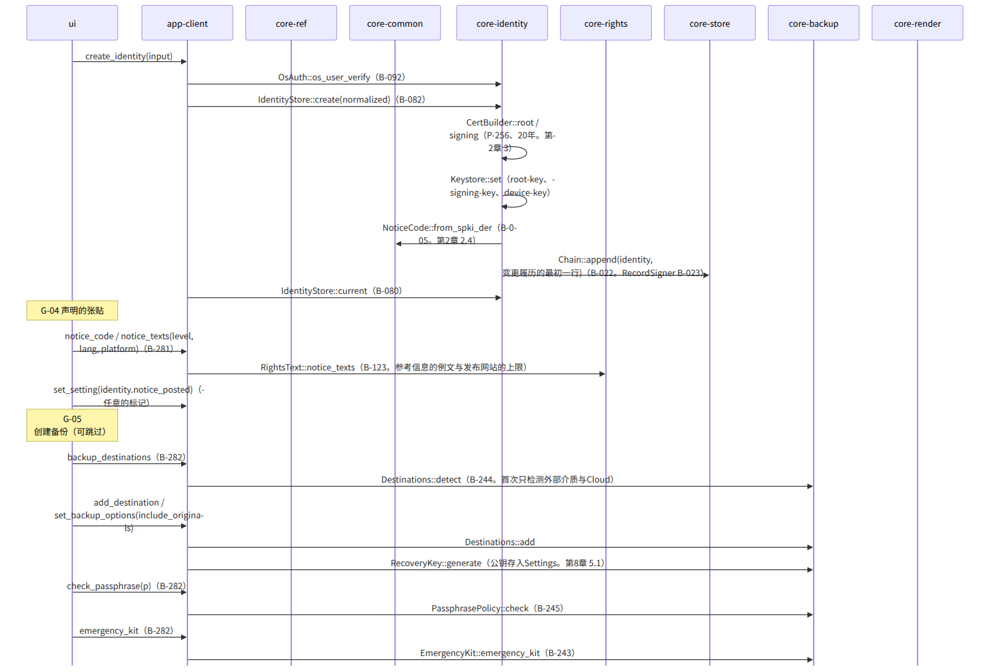 ui
app-client
core-ref
core-common
core-identity
core-rights
core-store
core-backup
core-render
create_identity(input)
OsAuth::os_user_verify（B-092）
IdentityStore::create(normalized)（B-082）
CertBuilder::root /
signing（P-256、20年。第-
2章 3）
Keystore::set（root-key、-
signing-key、device-key）
NoticeCode::from_spki_der（B-0-
05。第2章 2.4）
Chain::append(identity,
变更履历的最初一行)（B-022。RecordSigner B-023）
IdentityStore::current（B-080）
G-04 声明的张贴
notice_code / notice_texts(level,
lang, platform)（B-281）
RightsText::notice_texts（B-123。参考信息的例文与发布网站的上限）
set_setting(identity.notice_posted)（-
任意的标记）
G-05
创建备份（可跳过）
backup_destinations（B-282）
Destinations::detect（B-244。首次只检测外部介质与Cloud）
add_destination /
set_backup_options(include_origina-
ls)
Destinations::add
RecoveryKey::generate（公钥存入Settings。第8章 5.1）
check_passphrase(p)（B-282）
PassphrasePolicy::check（B-245）
emergency_kit（B-282）
EmergencyKit::emergency_kit（B-243）